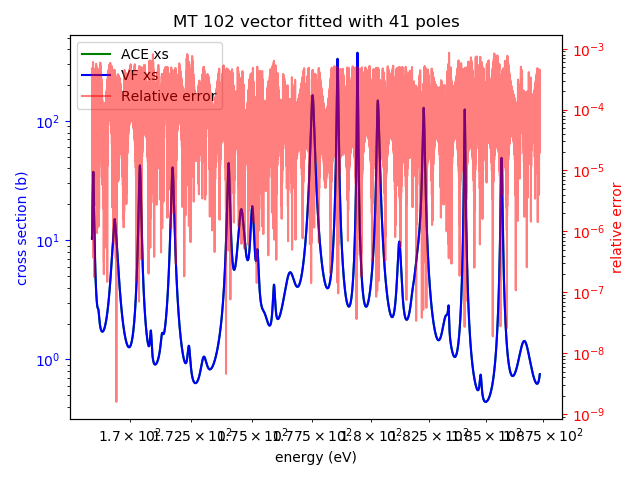 MT 102 vector fitted with 41 poles
ACE xs
VF xs
Relative error
cross section (b)
10²
10¹
10⁰
10⁻³
10⁻⁴
10⁻⁵
10⁻⁶
10⁻⁷
10⁻⁸
10⁻⁹
relative error
1.7 × 10² 1.725 × 10² 1.75 × 10² 1.775 × 10² 1.8 × 10² 1.825 × 10² 1.85 × 10² 1.875 × 10²
energy (eV)